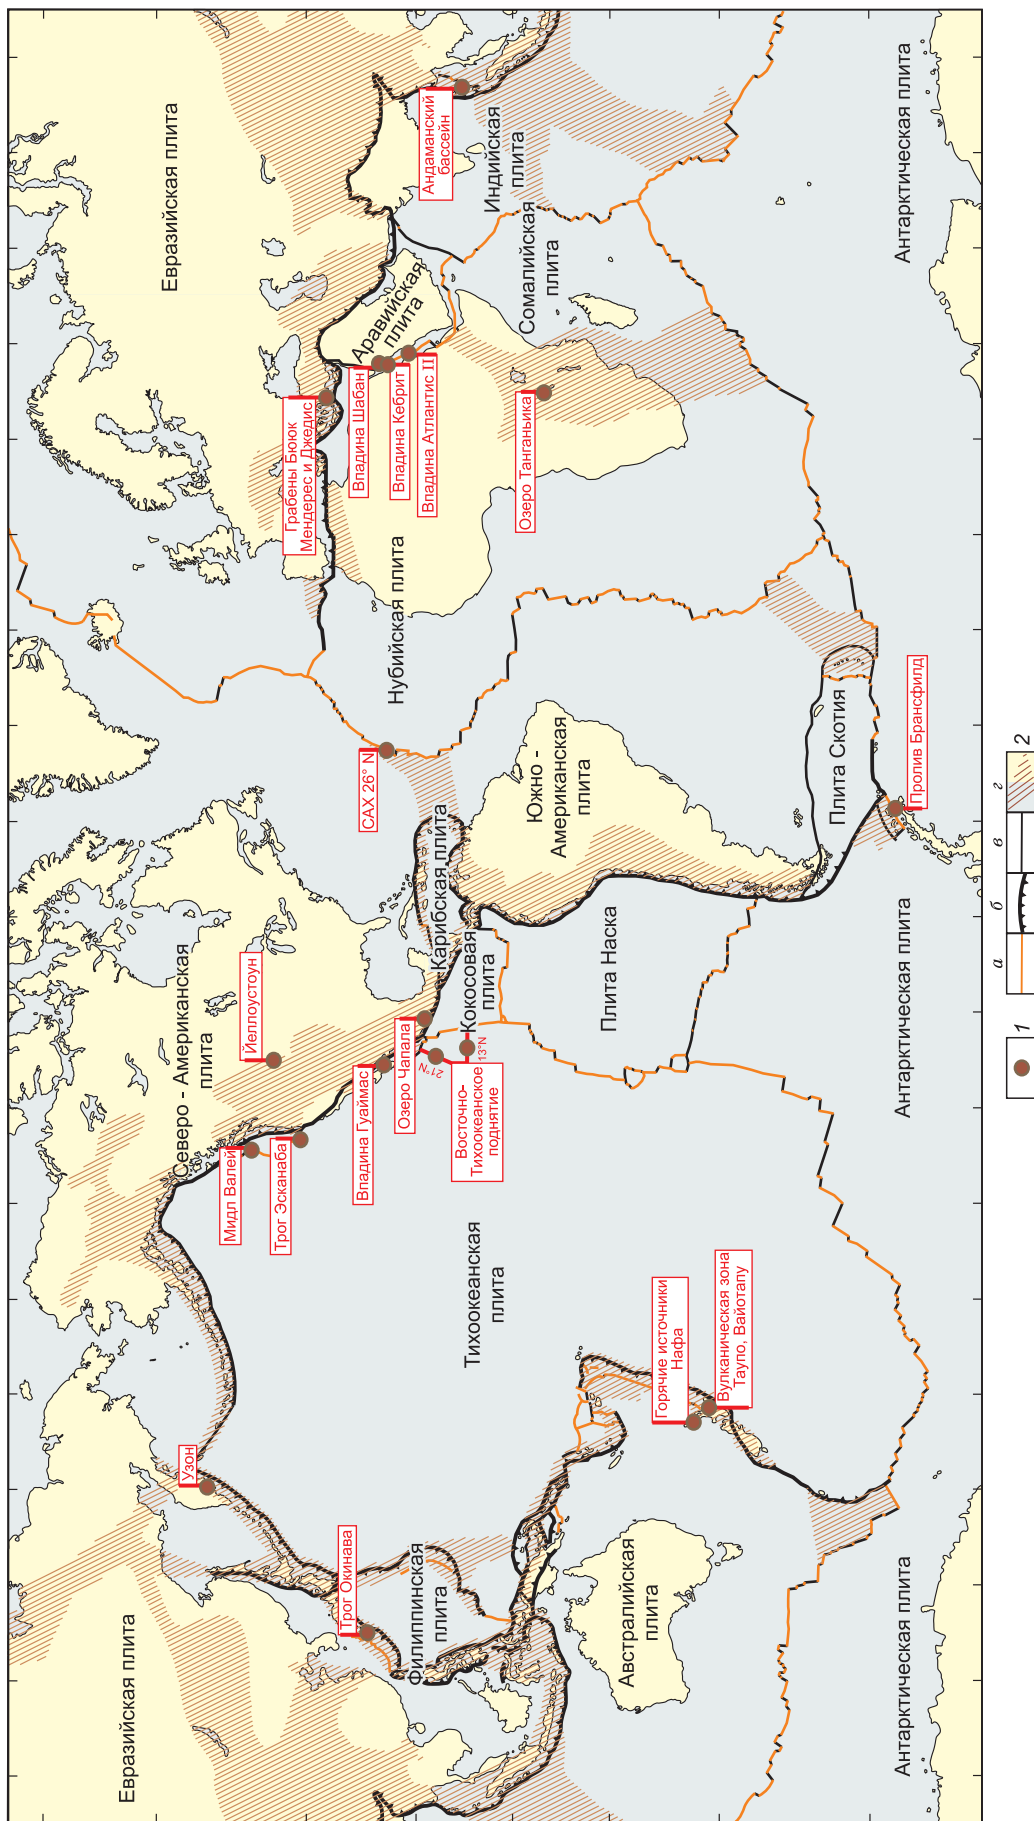 Евразийская плита
Узон
Трог Окинава
Филиппинская
плита
Австралийская
плита
Антарктическая плита
Тихоокеанская
плита
Горячие источники
Нафа
Вулканическая зона
Таупо, Вайотапу
Северо - Американская
плита
Йеллоустоун
Мидл Валей
Трог Эсканаба
Впадина Гуаймас
Озеро Чапала
21°N
13°N
Восточно-
Тихоокеанское
поднятие
Кокосовая
плита
Карибская плита
Плита Наска
Антарктическая плита
Южно -
Американская
плита
САХ 26° N
Плита Скотия
Пролив Брансфилд
Нубийская плита
Грабены Бююк
Мендерес и Джедис
Впадина Шабан
Впадина Кебрит
Впадина Атлантис II
Озеро Танганьика
Аравийская
плита
Сомалийская
плита
Евразийская плита
Андаманский
бассейн
Индийская
плита
Антарктическая плита
1
а
б
в
г
2